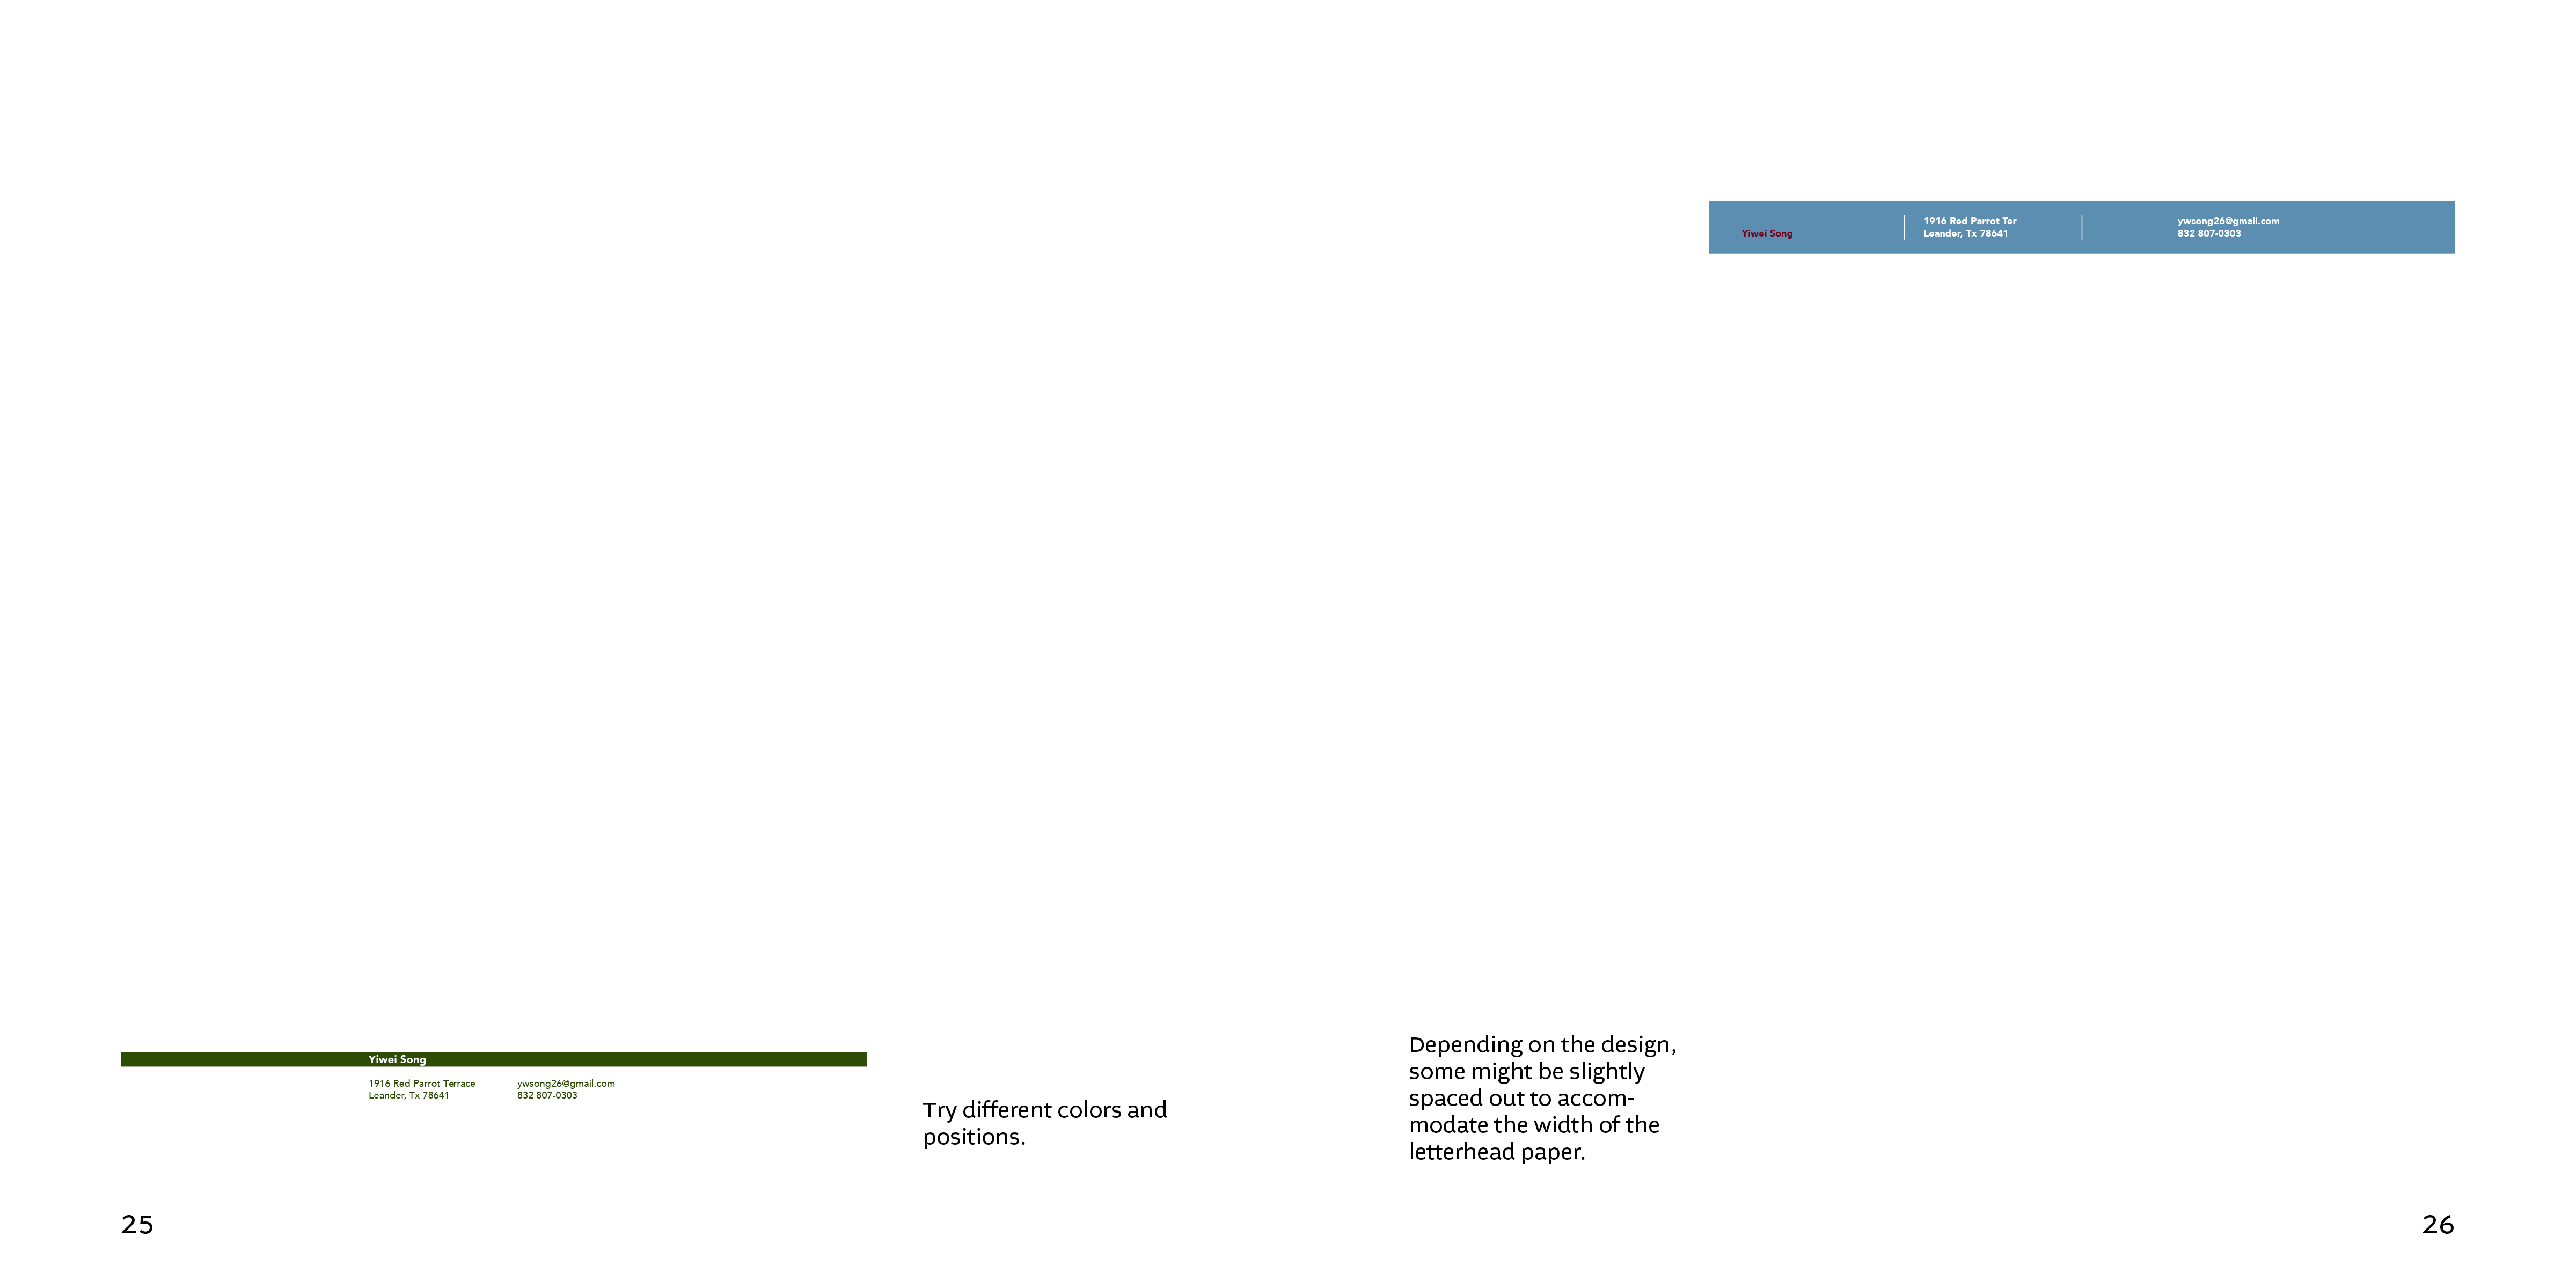 Yiwei Song
1916 Red Parrot Terrace
Leander, Tx 78641
ywsong26@gmail.com
832 807-0303
Try different colors and
positions.
25
Yiwei Song
1916 Red Parrot Ter
Leander, Tx 78641
ywsong26@gmail.com
832 807-0303
Depending on the design,
some might be slightly
spaced out to accom-
modate the width of the
letterhead paper.
26